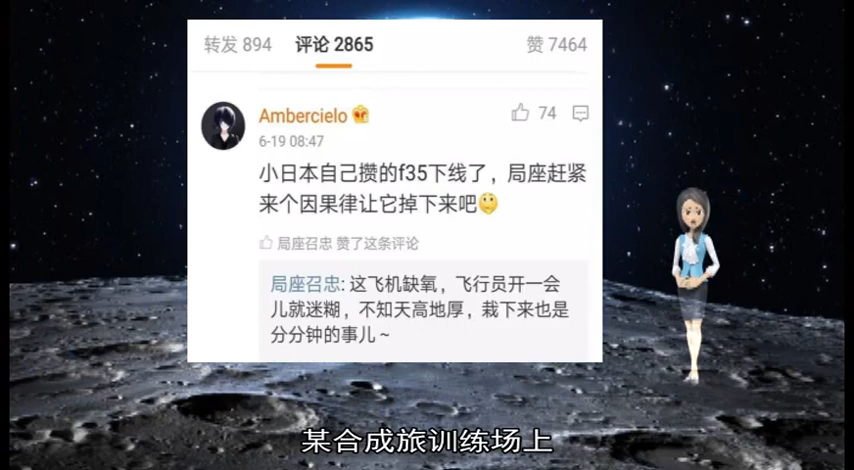 转发 894 评论 2865 赞 7464
Ambercielo 74
6-19 08:47
小日本自己攒的f35下线了，局座赶紧
来个因果律让它掉下来吧
局座召忠 赞了这条评论
局座召忠: 这飞机缺氧，飞行员开一会
儿就迷糊，不知天高地厚，栽下来也是
分分钟的事儿～
某合成旅训练场上